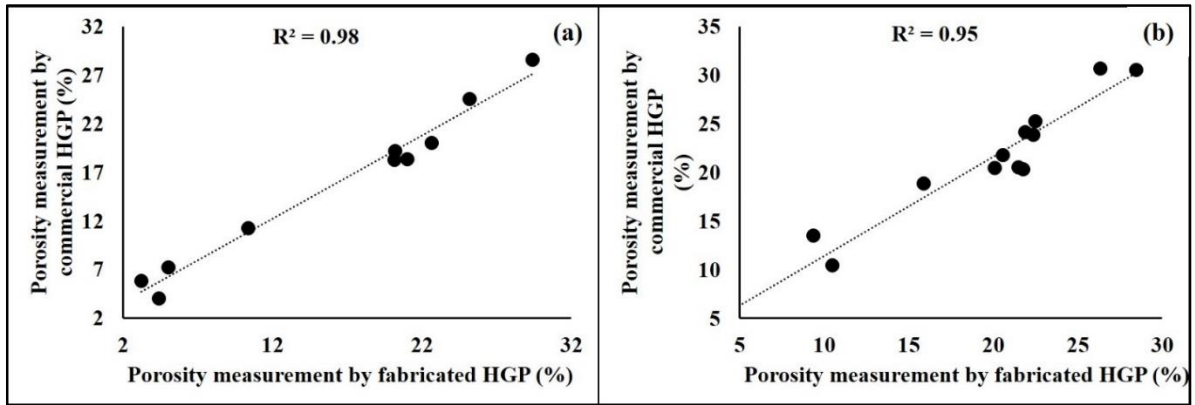 R² = 0.98
(a)
Porosity measurement by
commercial HGP (%)
32
27
22
17
12
7
2
2 12 22 32
Porosity measurement by fabricated HGP (%)
R² = 0.95
(b)
Porosity measurement by
commercial HGP
(%)
35
30
25
20
15
10
5
5 10 15 20 25 30
Porosity measurement by fabricated HGP (%)